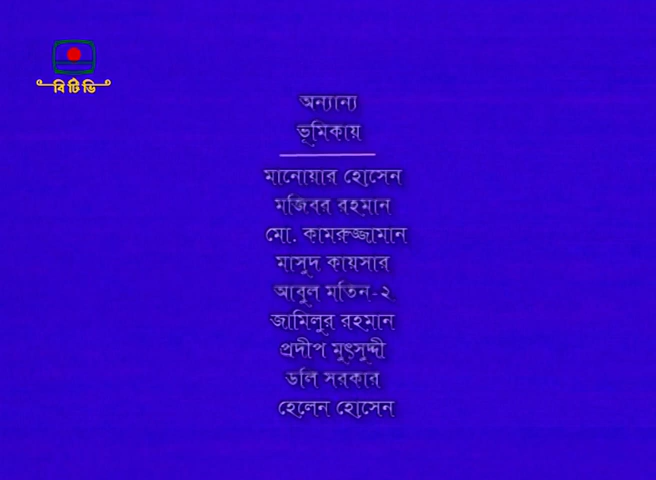 বি টি ভি
অন্যান্য
ভূমিকায়
মানোয়ার হোসেন
মজিবর রহমান
মো. কামরুজ্জামান
মাসুদ কায়সার
আবুল মতিন-২
জামিলুর রহমান
প্রদীপ মুৎসুদ্দী
ডলি সরকার
হেলেন হোসেন